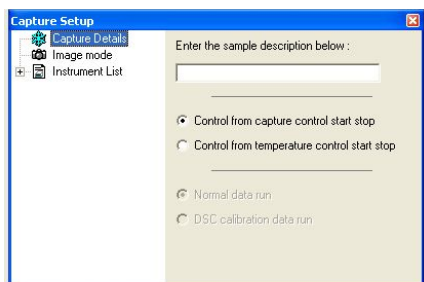 Capture Setup
Capture Details
Image mode
Instrument List
Enter the sample description below :
Control from capture control start stop
Control from temperature control start stop
Normal data run
DSC calibration data run